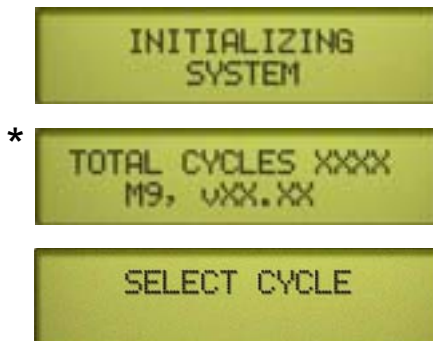 INITIALIZING
SYSTEM
*
TOTAL CYCLES XXXX
M9, vXX.XX
SELECT CYCLE